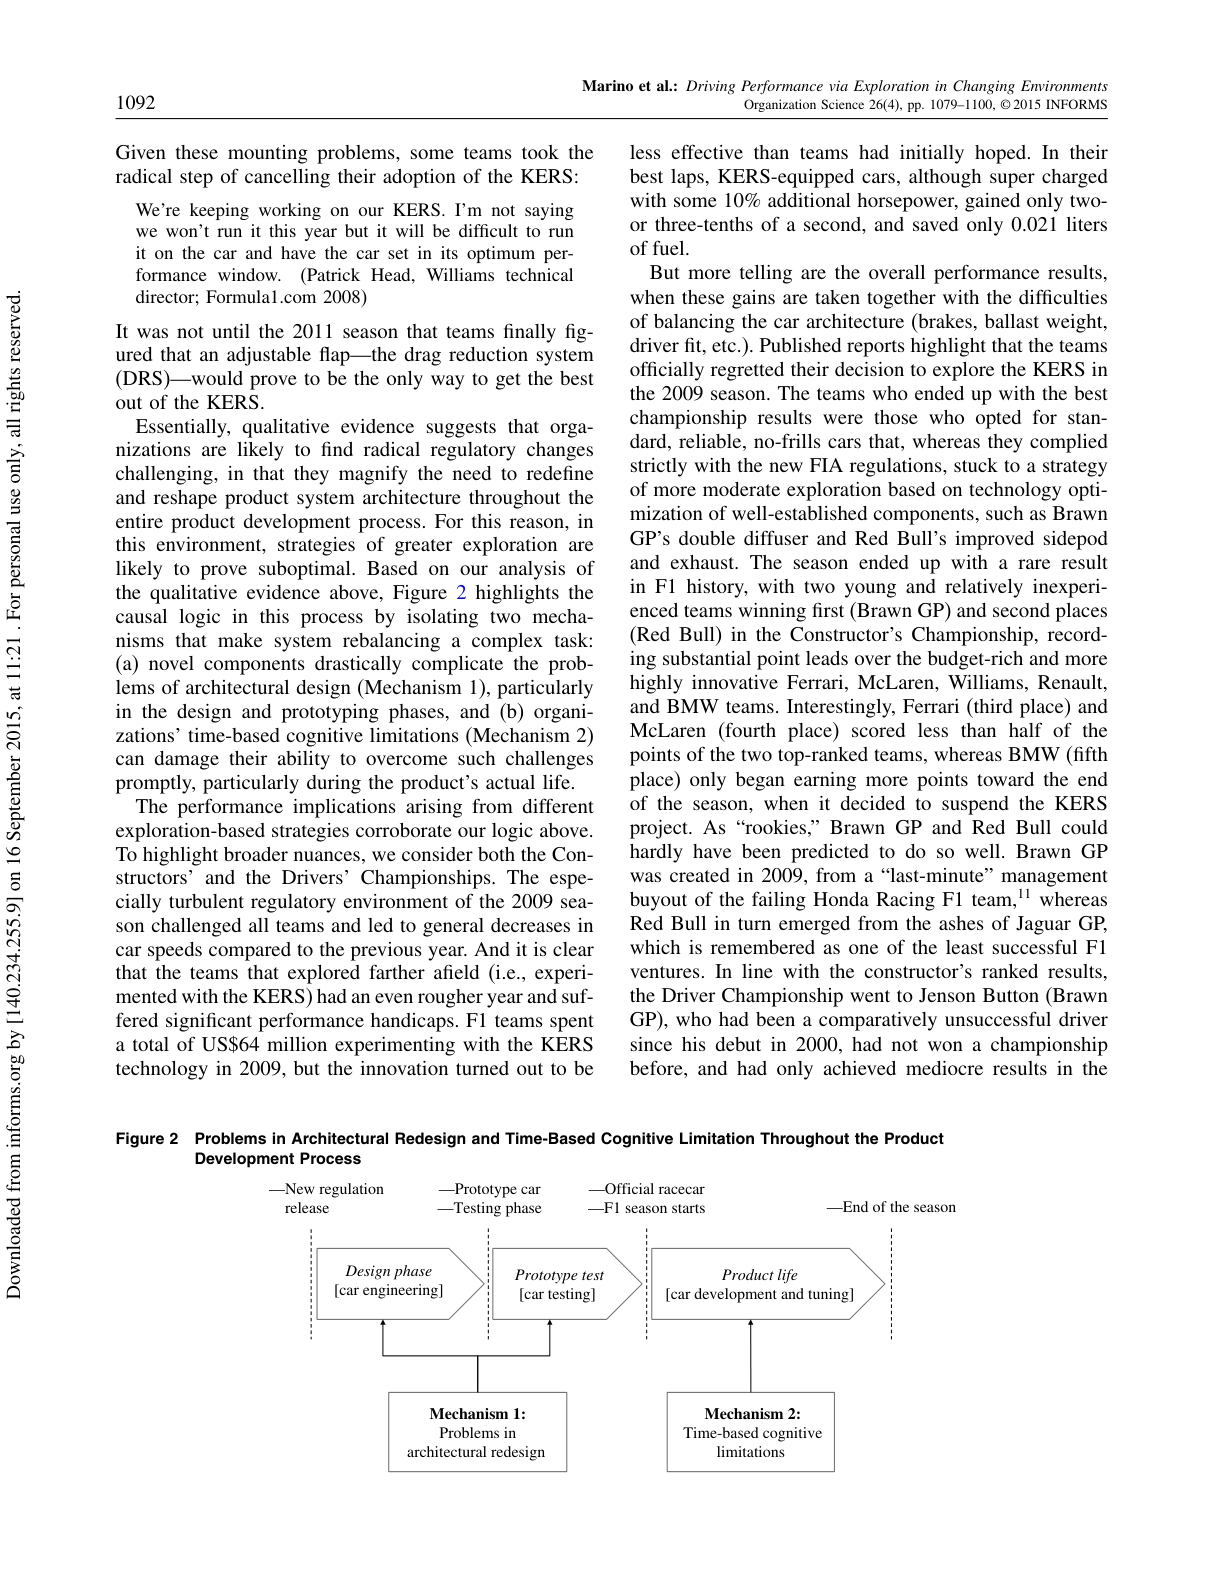 Marino et al.: Driving Performance via Exploration in Changing Environments
1092
Organization Science 26(4), pp. 1079–1100, © 2015 INFORMS
Given these mounting problems, some teams took the
radical step of cancelling their adoption of the KERS:
We're keeping working on our KERS. I'm not saying
we won't run it this year but it will be difficult to run
it on the car and have the car set in its optimum per-
formance window. (Patrick Head, Williams technical
director; Formula1.com 2008)
It was not until the 2011 season that teams finally fig-
ured that an adjustable flap—the drag reduction system
(DRS)—would prove to be the only way to get the best
out of the KERS.
Essentially, qualitative evidence suggests that orga-
nizations are likely to find radical regulatory changes
challenging, in that they magnify the need to redefine
and reshape product system architecture throughout the
entire product development process. For this reason, in
this environment, strategies of greater exploration are
likely to prove suboptimal. Based on our analysis of
the qualitative evidence above, Figure 2 highlights the
causal logic in this process by isolating two mecha-
nisms that make system rebalancing a complex task:
(a) novel components drastically complicate the prob-
lems of architectural design (Mechanism 1), particularly
in the design and prototyping phases, and (b) organi-
zations' time-based cognitive limitations (Mechanism 2)
can damage their ability to overcome such challenges
promptly, particularly during the product's actual life.
The performance implications arising from different
exploration-based strategies corroborate our logic above.
To highlight broader nuances, we consider both the Con-
structors' and the Drivers' Championships. The espe-
cially turbulent regulatory environment of the 2009 sea-
son challenged all teams and led to general decreases in
car speeds compared to the previous year. And it is clear
that the teams that explored farther afield (i.e., experi-
mented with the KERS) had an even rougher year and suf-
fered significant performance handicaps. F1 teams spent
a total of US$64 million experimenting with the KERS
technology in 2009, but the innovation turned out to be
less effective than teams had initially hoped. In their
best laps, KERS-equipped cars, although super charged
with some 10% additional horsepower, gained only two-
or three-tenths of a second, and saved only 0.021 liters
of fuel.
But more telling are the overall performance results,
when these gains are taken together with the difficulties
of balancing the car architecture (brakes, ballast weight,
driver fit, etc.). Published reports highlight that the teams
officially regretted their decision to explore the KERS in
the 2009 season. The teams who ended up with the best
championship results were those who opted for stan-
dard, reliable, no-frills cars that, whereas they complied
strictly with the new FIA regulations, stuck to a strategy
of more moderate exploration based on technology opti-
mization of well-established components, such as Brawn
GP's double diffuser and Red Bull's improved sidepod
and exhaust. The season ended up with a rare result
in F1 history, with two young and relatively inexperi-
enced teams winning first (Brawn GP) and second places
(Red Bull) in the Constructor's Championship, record-
ing substantial point leads over the budget-rich and more
highly innovative Ferrari, McLaren, Williams, Renault,
and BMW teams. Interestingly, Ferrari (third place) and
McLaren (fourth place) scored less than half of the
points of the two top-ranked teams, whereas BMW (fifth
place) only began earning more points toward the end
of the season, when it decided to suspend the KERS
project. As “rookies,” Brawn GP and Red Bull could
hardly have been predicted to do so well. Brawn GP
was created in 2009, from a “last-minute” management
buyout of the failing Honda Racing F1 team,11 whereas
Red Bull in turn emerged from the ashes of Jaguar GP,
which is remembered as one of the least successful F1
ventures. In line with the constructor's ranked results,
the Driver Championship went to Jenson Button (Brawn
GP), who had been a comparatively unsuccessful driver
since his debut in 2000, had not won a championship
before, and had only achieved mediocre results in the
Figure 2 Problems in Architectural Redesign and Time-Based Cognitive Limitation Throughout the Product
Development Process
—New regulation
release
—Prototype car
—Testing phase
—Official racecar
—F1 season starts
—End of the season
Design phase
[car engineering]
Prototype test
[car testing]
Product life
[car development and tuning]
Mechanism 1:
Problems in
architectural redesign
Mechanism 2:
Time-based cognitive
limitations
Downloaded from informs.org by [140.234.255.9] on 16 September 2015, at 11:21 . For personal use only, all rights reserved.